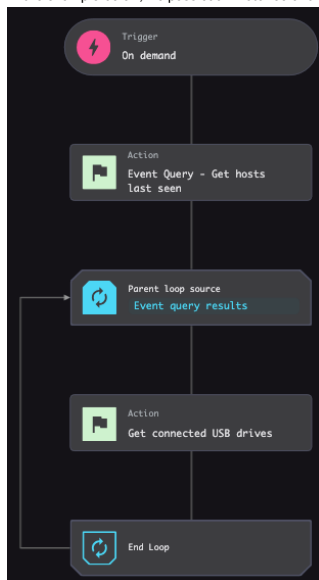 Trigger
On demand
Action
Event Query - Get hosts
last seen
Parent loop source
Event query results
Action
Get connected USB drives
End Loop